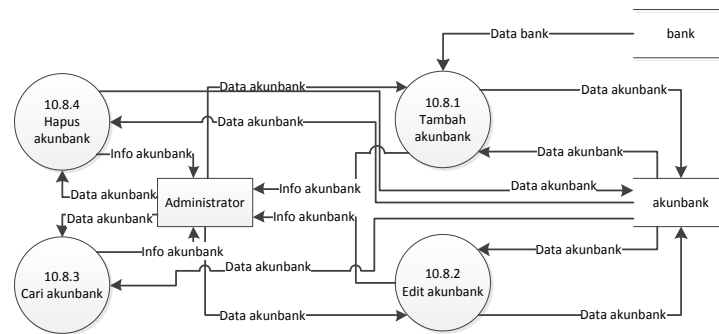 Data bank
bank
10.8.4
Hapus
akunbank
Data akunbank
10.8.1
Tambah
akunbank
Data akunbank
Data akunbank
Info akunbank
Data akunbank
Data akunbank
Administrator
Info akunbank
Data akunbank
akunbank
Data akunbank
Info akunbank
10.8.3
Cari akunbank
Info akunbank
Data akunbank
10.8.2
Edit akunbank
Data akunbank
Data akunbank
Data akunbank